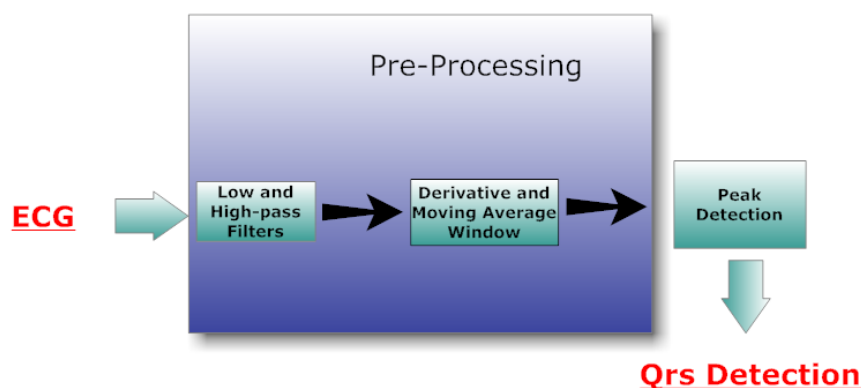 Pre-Processing
ECG
Low and
High-pass
Filters
Derivative and
Moving Average
Window
Peak
Detection
Qrs Detection